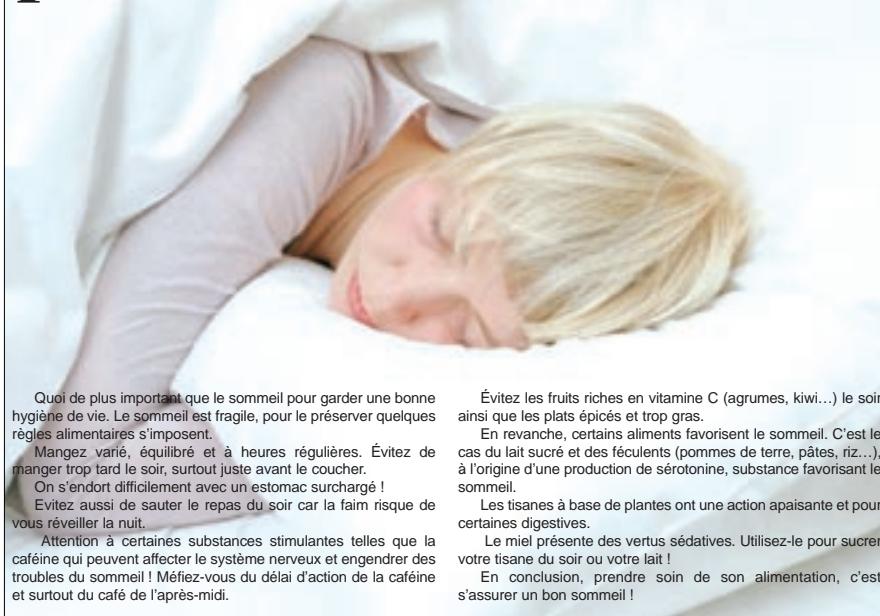 Quoi de plus important que le sommeil pour garder une bonne
hygiène de vie. Le sommeil est fragile, pour le préserver quelques
règles alimentaires s’imposent.
Mangez varié, équilibré et à heures régulières. Évitez de
manger trop tard le soir, surtout juste avant le coucher.
On s’endort difficilement avec un estomac surchargé !
Evitez aussi de sauter le repas du soir car la faim risque de
vous réveiller la nuit.
Attention à certaines substances stimulantes telles que la
caféine qui peuvent affecter le système nerveux et engendrer des
troubles du sommeil ! Méfiez-vous du délai d’action de la caféine
et surtout du café de l’après-midi.
Évitez les fruits riches en vitamine C (agrumes, kiwi…) le soir
ainsi que les plats épicés et trop gras.
En revanche, certains aliments favorisent le sommeil. C’est le
cas du lait sucré et des féculents (pommes de terre, pâtes, riz…),
à l’origine d’une production de sérotonine, substance favorisant le
sommeil.
Les tisanes à base de plantes ont une action apaisante et pour
certaines digestives.
Le miel présente des vertus sédatives. Utilisez-le pour sucrer
votre tisane du soir ou votre lait !
En conclusion, prendre soin de son alimentation, c’est
s’assurer un bon sommeil !